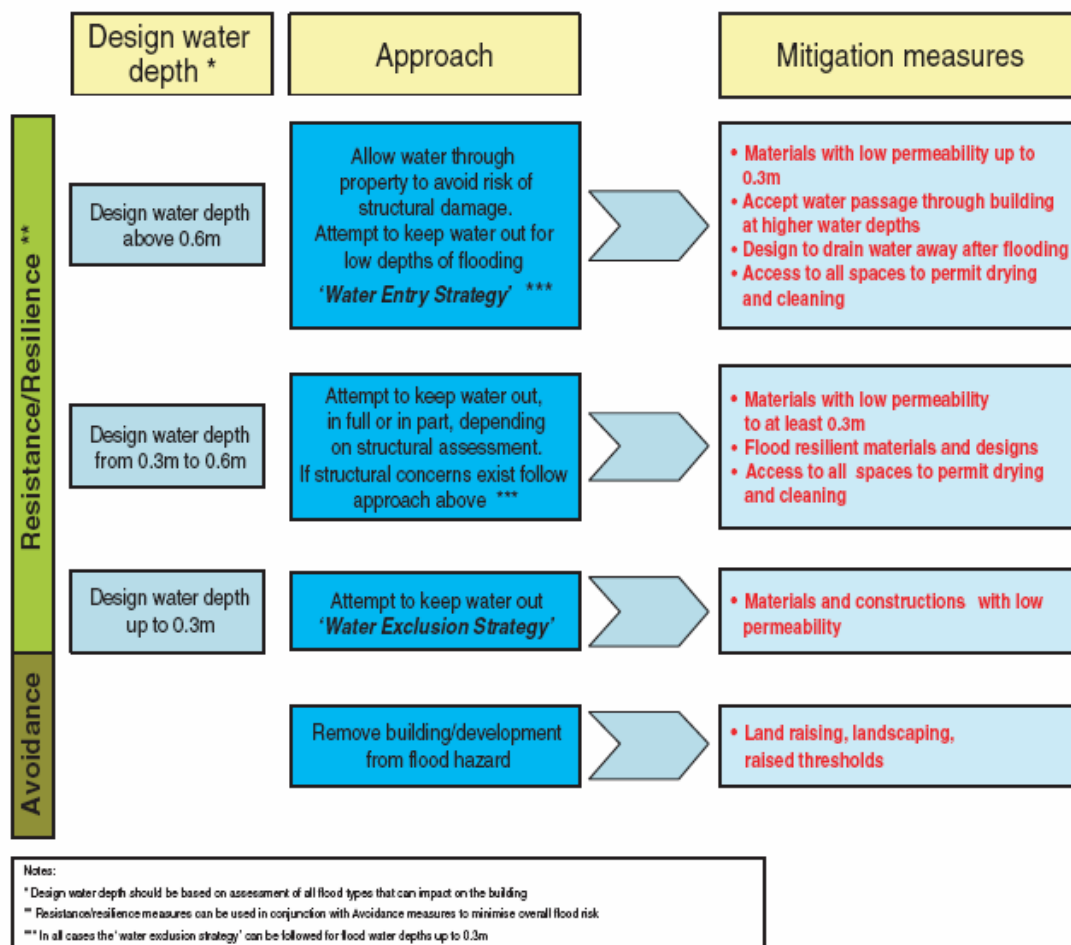 Design water
depth *
Approach
Mitigation measures
Resistance/Resilience **
Design water depth
above 0.6m
Allow water through
property to avoid risk of
structural damage.
Attempt to keep water out for
low depths of flooding
‘Water Entry Strategy’ ***
• Materials with low permeability up to
0.3m
• Accept water passage through building
at higher water depths
• Design to drain water away after flooding
• Access to all spaces to permit drying
and cleaning
Design water depth
from 0.3m to 0.6m
Attempt to keep water out,
in full or in part, depending
on structural assessment.
If structural concerns exist follow
approach above ***
• Materials with low permeability
to at least 0.3m
• Flood resilient materials and designs
• Access to all spaces to permit drying
and cleaning
Design water depth
up to 0.3m
Attempt to keep water out
‘Water Exclusion Strategy’
• Materials and constructions with low
permeability
Avoidance
Remove building/development
from flood hazard
• Land raising, landscaping,
raised thresholds
Notes:
* Design water depth should be based on assessment of all flood types that can impact on the building
** Resistance/resilience measures can be used in conjunction with Avoidance measures to minimise overall flood risk
*** In all cases the ‘water exclusion strategy’ can be followed for flood water depths up to 0.3m